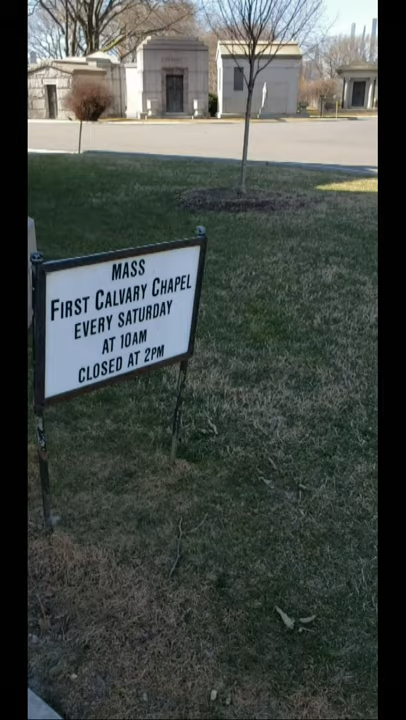 MASS
FIRST CALVARY CHAPEL
EVERY SATURDAY
AT 10AM
CLOSED AT 2PM